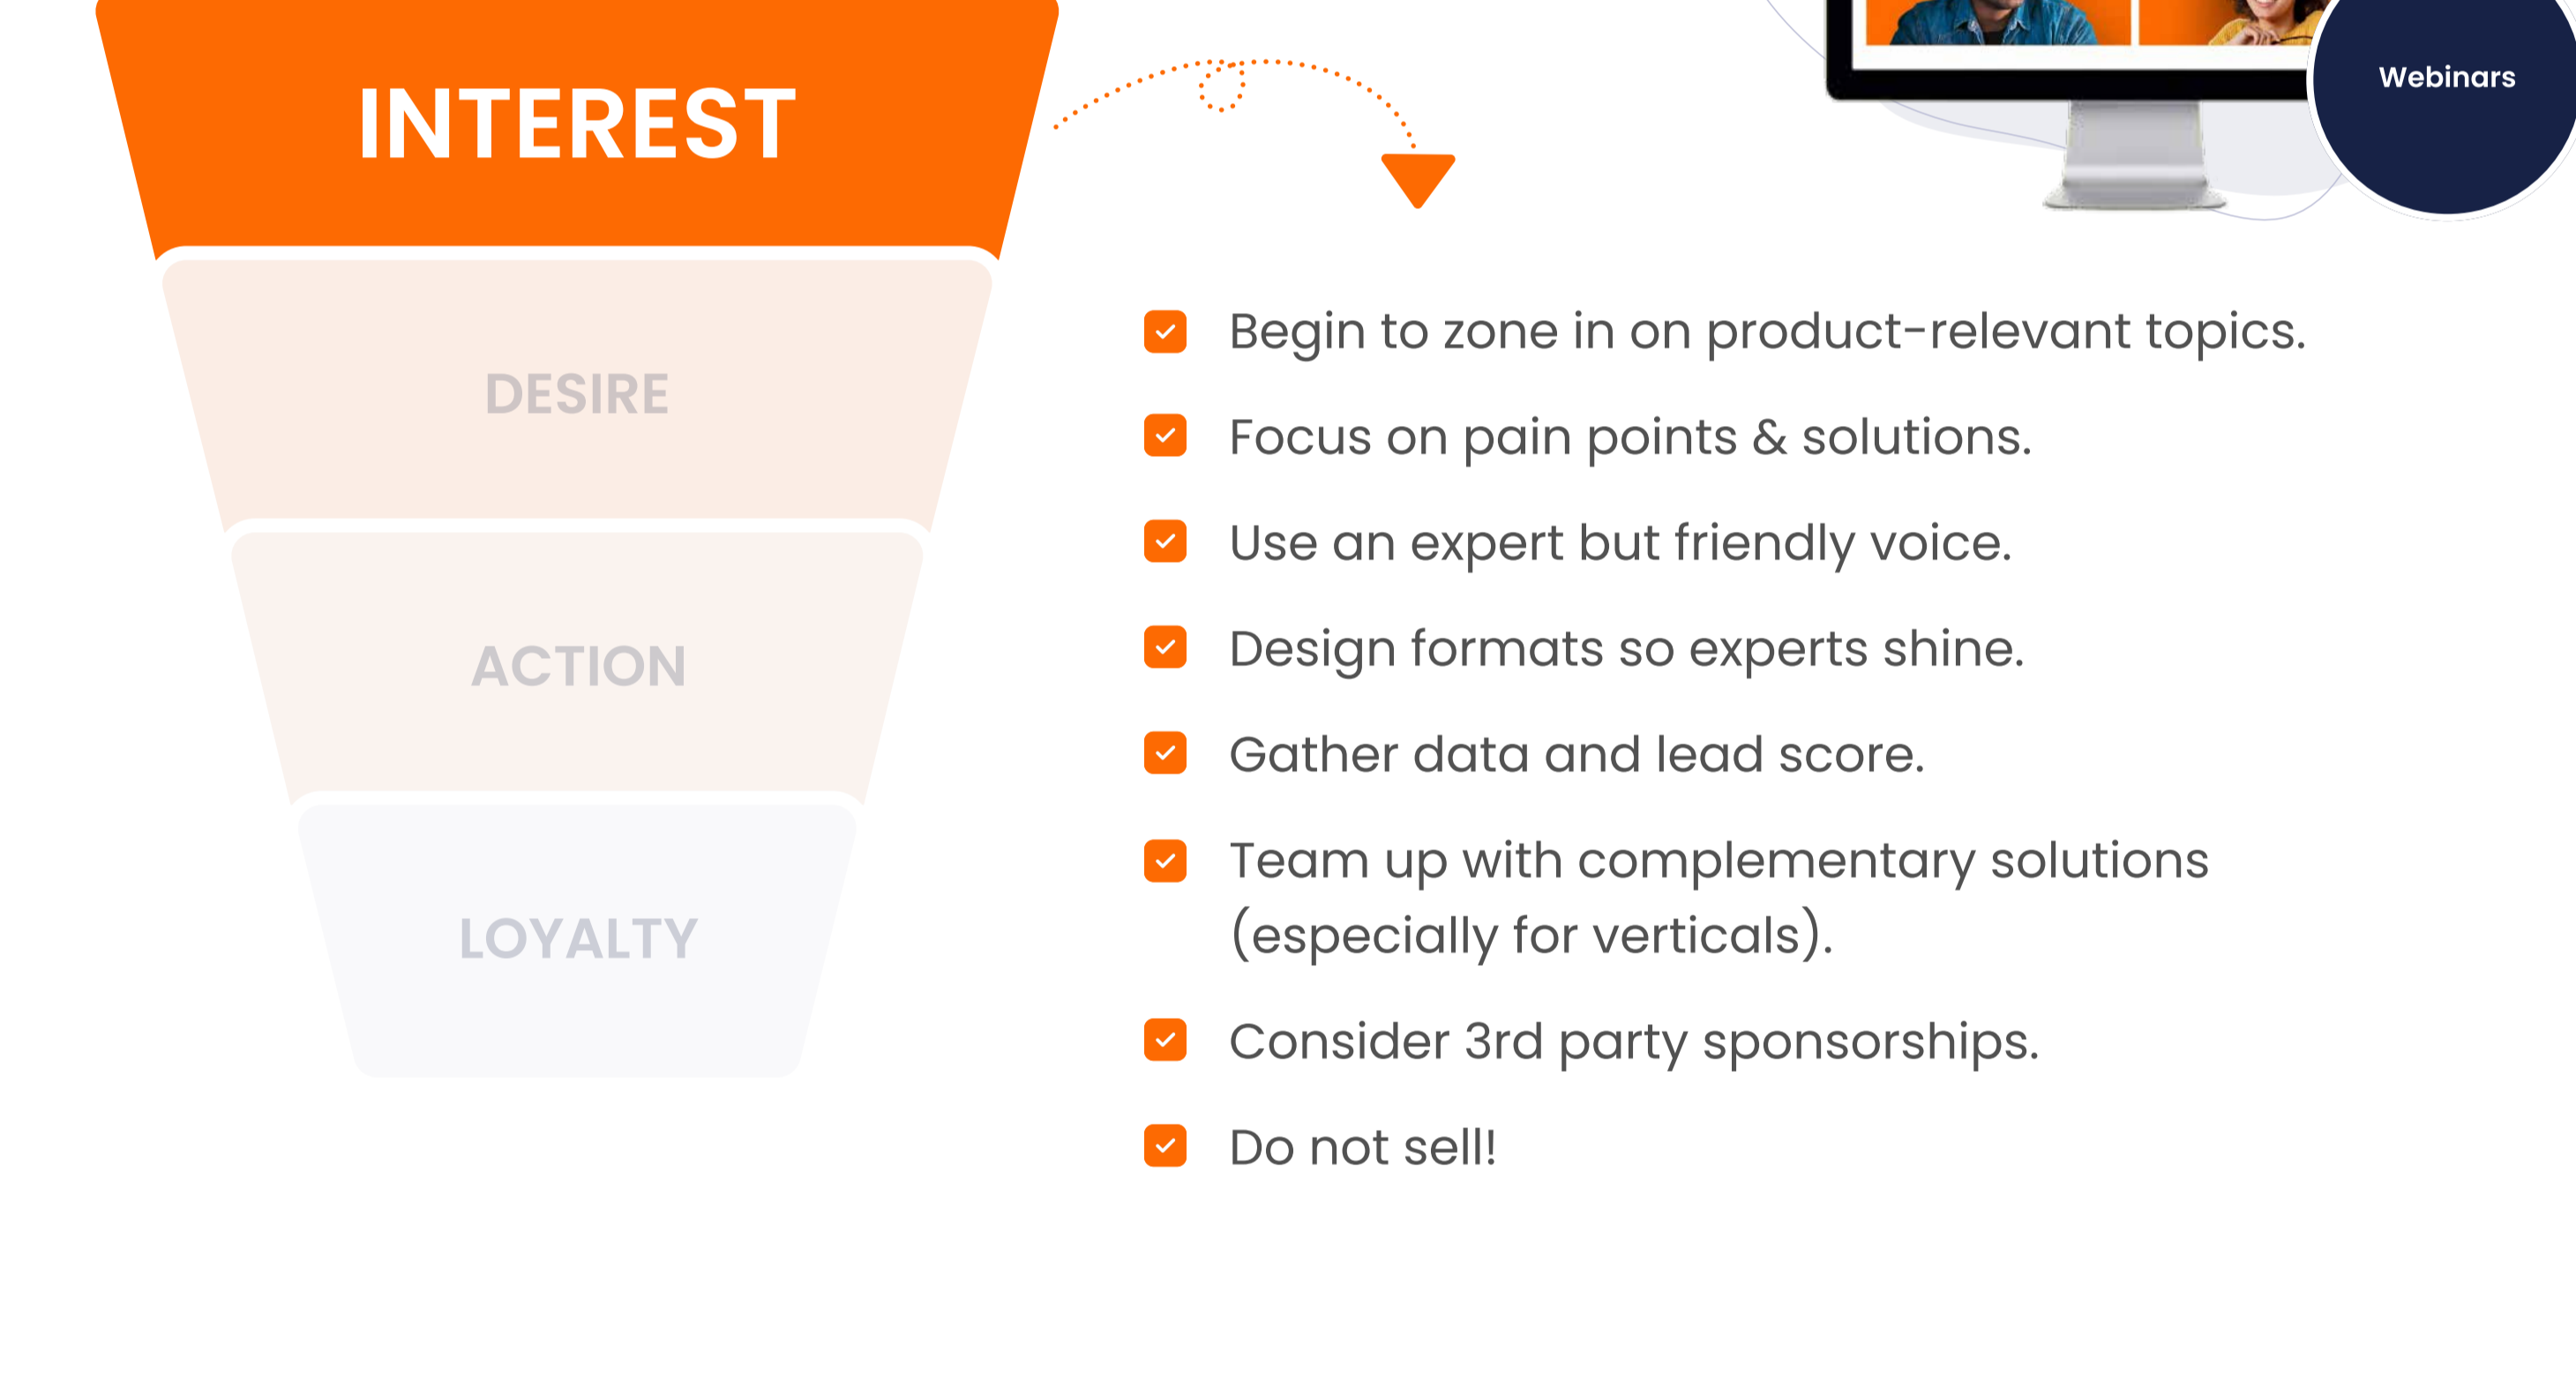 INTEREST
DESIRE
ACTION
LOYALTY
Webinars
Begin to zone in on product-relevant topics.
Focus on pain points & solutions.
Use an expert but friendly voice.
Design formats so experts shine.
Gather data and lead score.
Team up with complementary solutions
(especially for verticals).
Consider 3rd party sponsorships.
Do not sell!